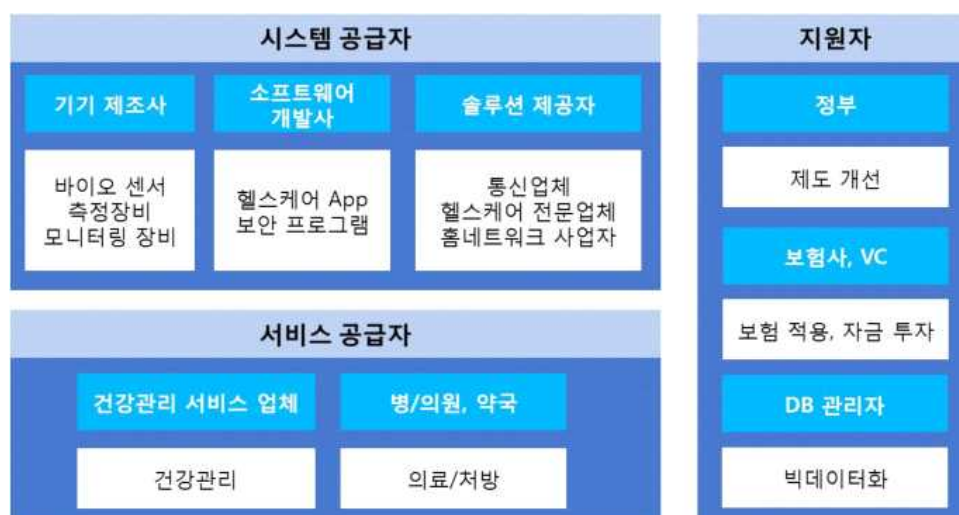 시스템 공급자
기기 제조사
소프트웨어
개발사
솔루션 제공자
바이오 센서
측정장비
모니터링 장비
헬스케어 App
보안 프로그램
통신업체
헬스케어 전문업체
홈네트워크 사업자
서비스 공급자
건강관리 서비스 업체
병/의원, 약국
건강관리
의료/처방
지원자
정부
제도 개선
보험사, VC
보험 적용, 자금 투자
DB 관리자
빅데이터화